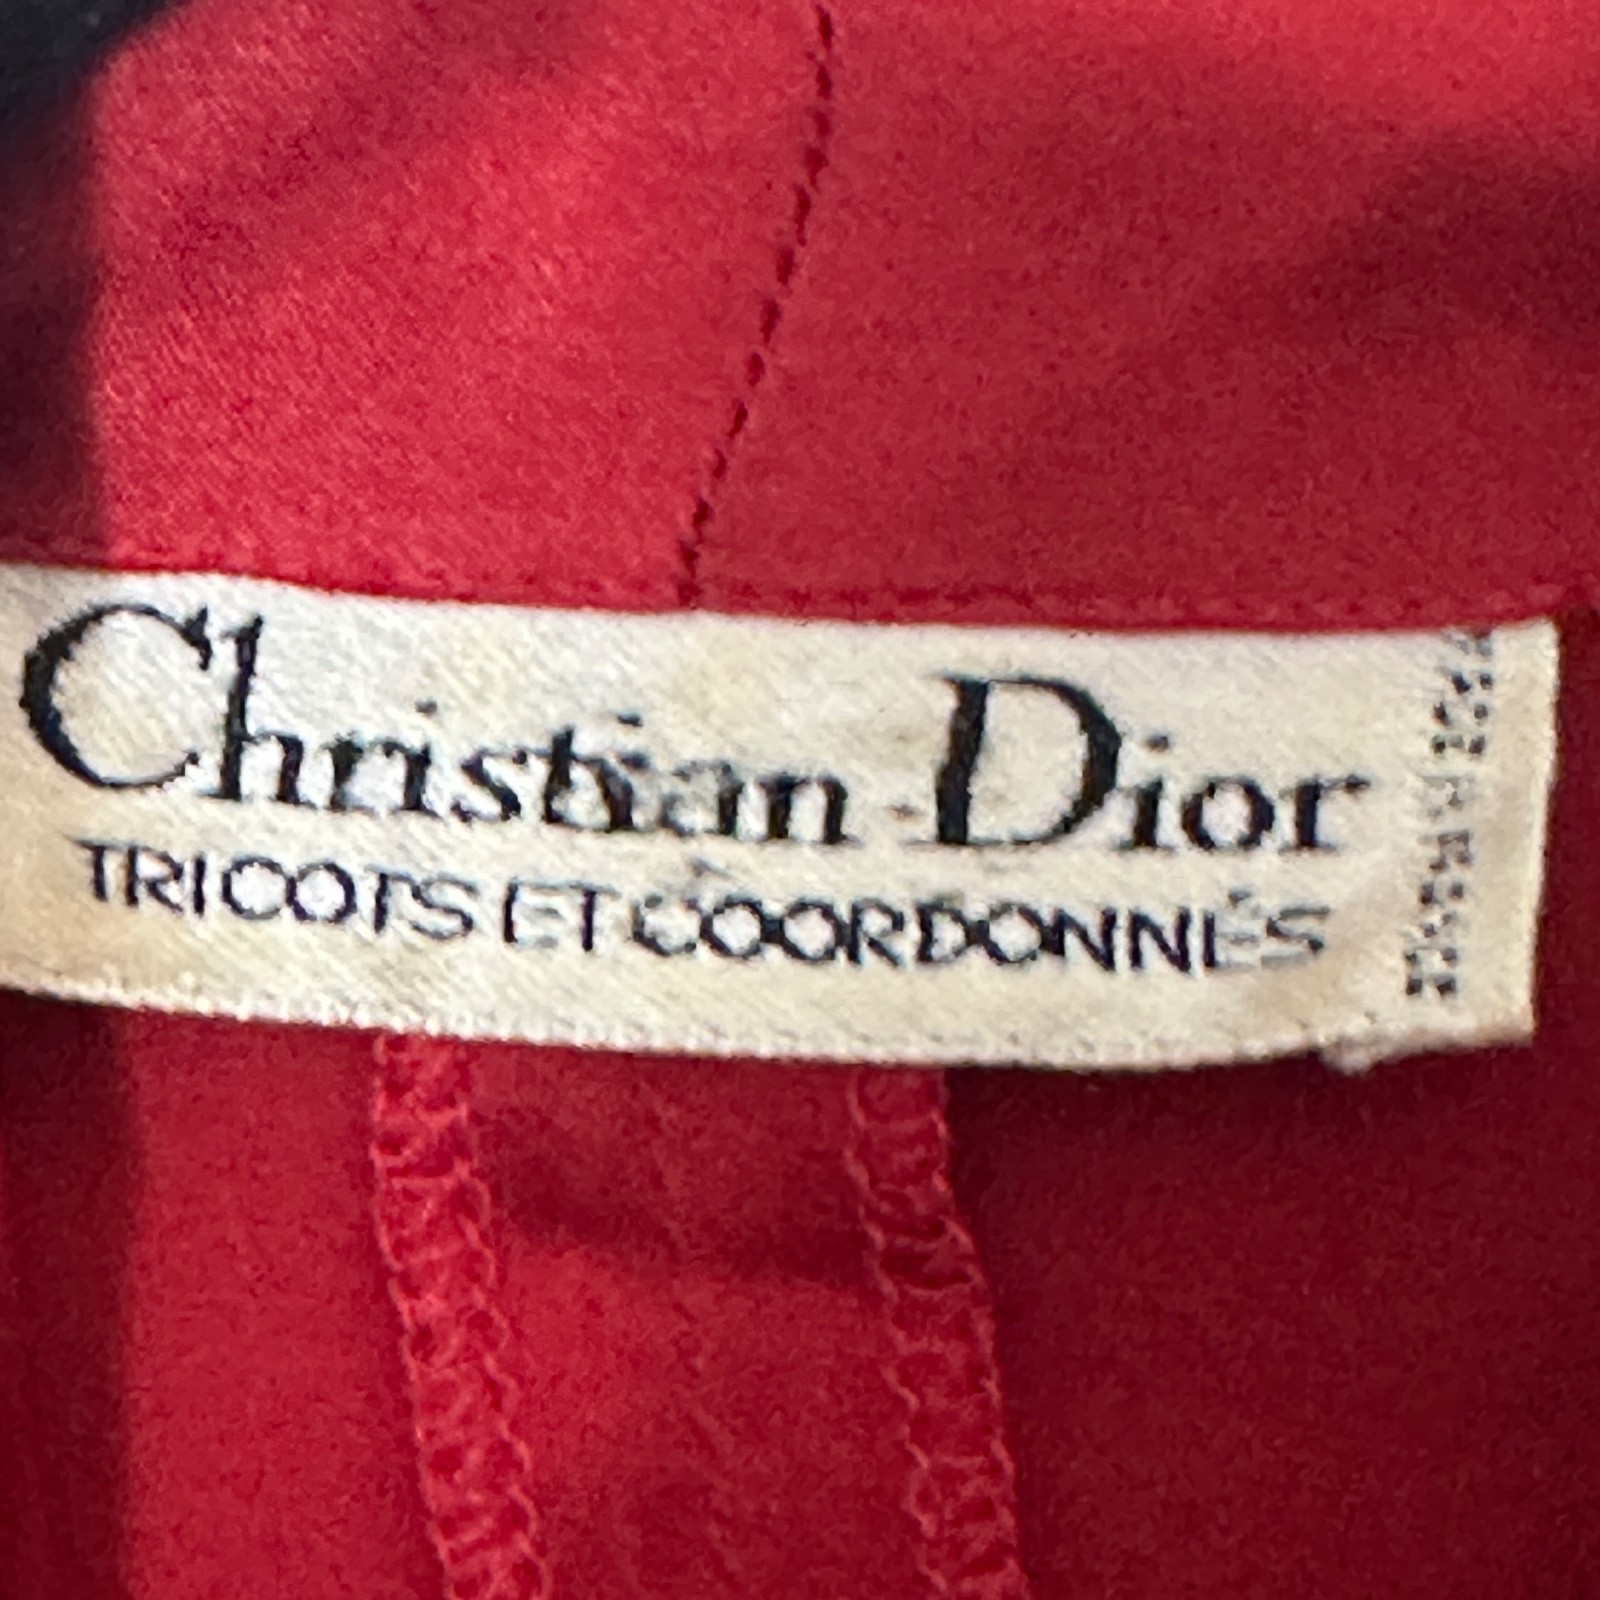 Christian Dior
TRICOTS ET COORDONNÉS